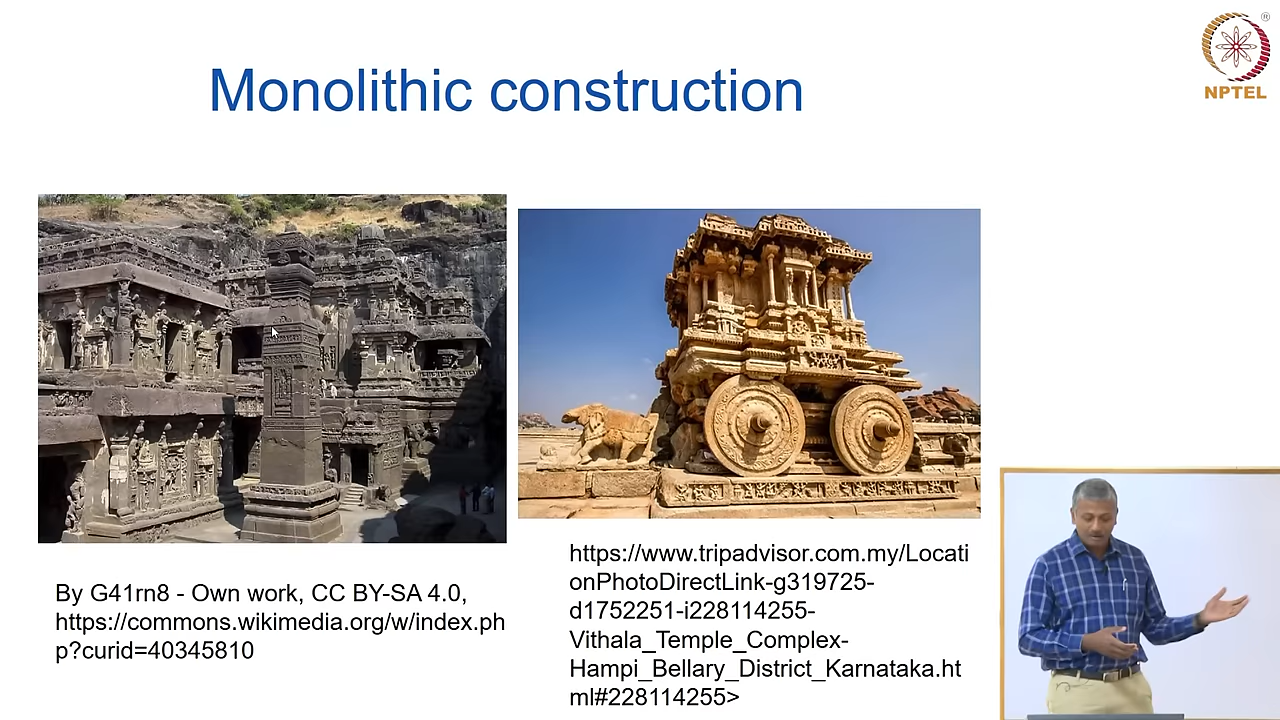 ®
NPTEL
Monolithic construction
By G41rn8 - Own work, CC BY-SA 4.0,
https://commons.wikimedia.org/w/index.ph
p?curid=40345810
https://www.tripadvisor.com.my/Locati
onPhotoDirectLink-g319725-
d1752251-i228114255-
Vithala_Temple_Complex-
Hampi_Bellary_District_Karnataka.ht
ml#228114255>